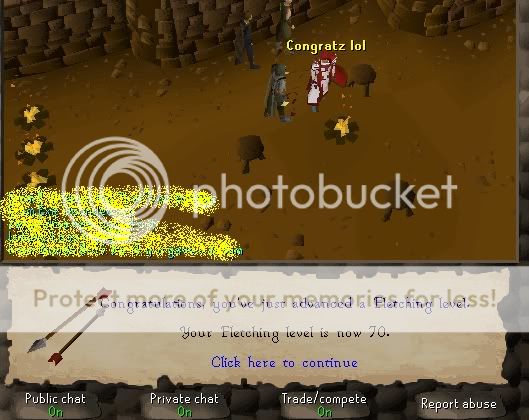 Congratz lol
photobucket
Protect more of your memories for less!
Congratulations, you've just advanced a Fletching level.
Your Fletching level is now 70.
Click here to continue
Public chat Private chat Trade/compete Report abuse
On On On